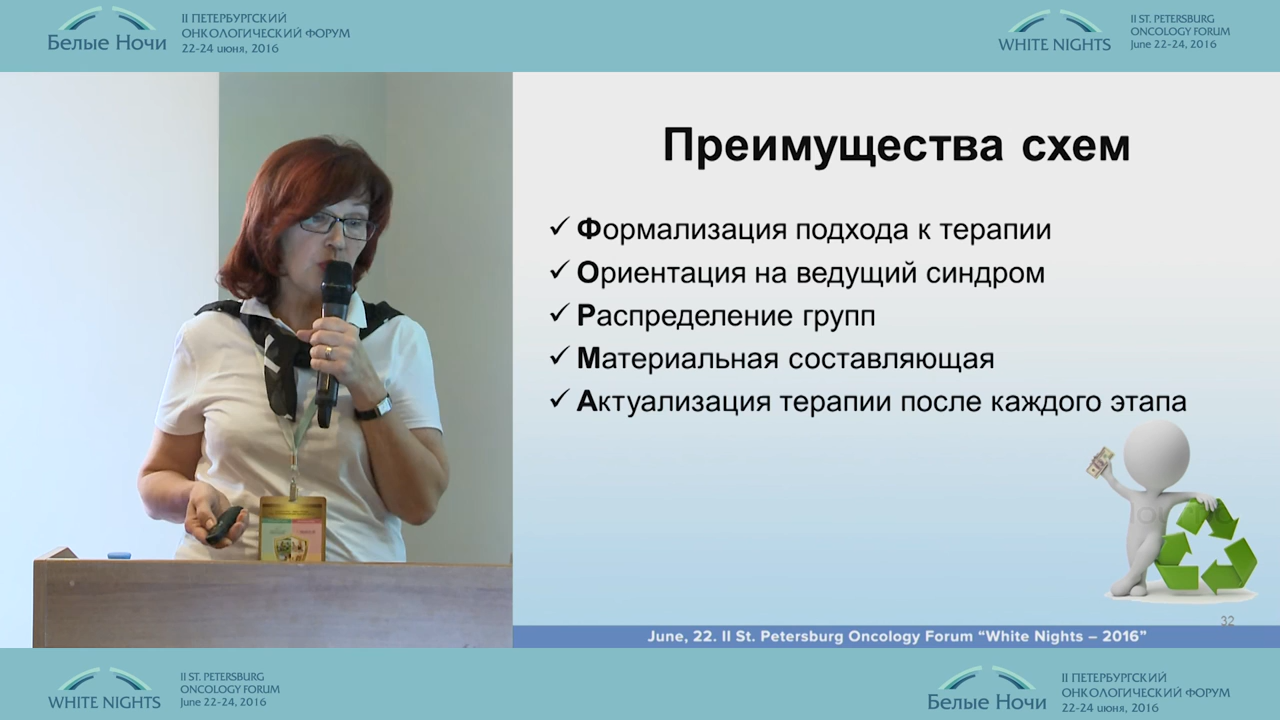 Белые Ночи
II ПЕТЕРБУРГСКИЙ
ОНКОЛОГИЧЕСКИЙ ФОРУМ
22-24 июня, 2016
WHITE NIGHTS
II ST. PETERSBURG
ONCOLOGY FORUM
June 22-24, 2016
Преимущества схем
Формализация подхода к терапии
Ориентация на ведущий синдром
Распределение групп
Материальная составляющая
Актуализация терапии после каждого этапа
32
June, 22. II St. Petersburg Oncology Forum “White Nights – 2016”
WHITE NIGHTS
II ST. PETERSBURG
ONCOLOGY FORUM
June 22-24, 2016
Белые Ночи
II ПЕТЕРБУРГСКИЙ
ОНКОЛОГИЧЕСКИЙ ФОРУМ
22-24 июня, 2016